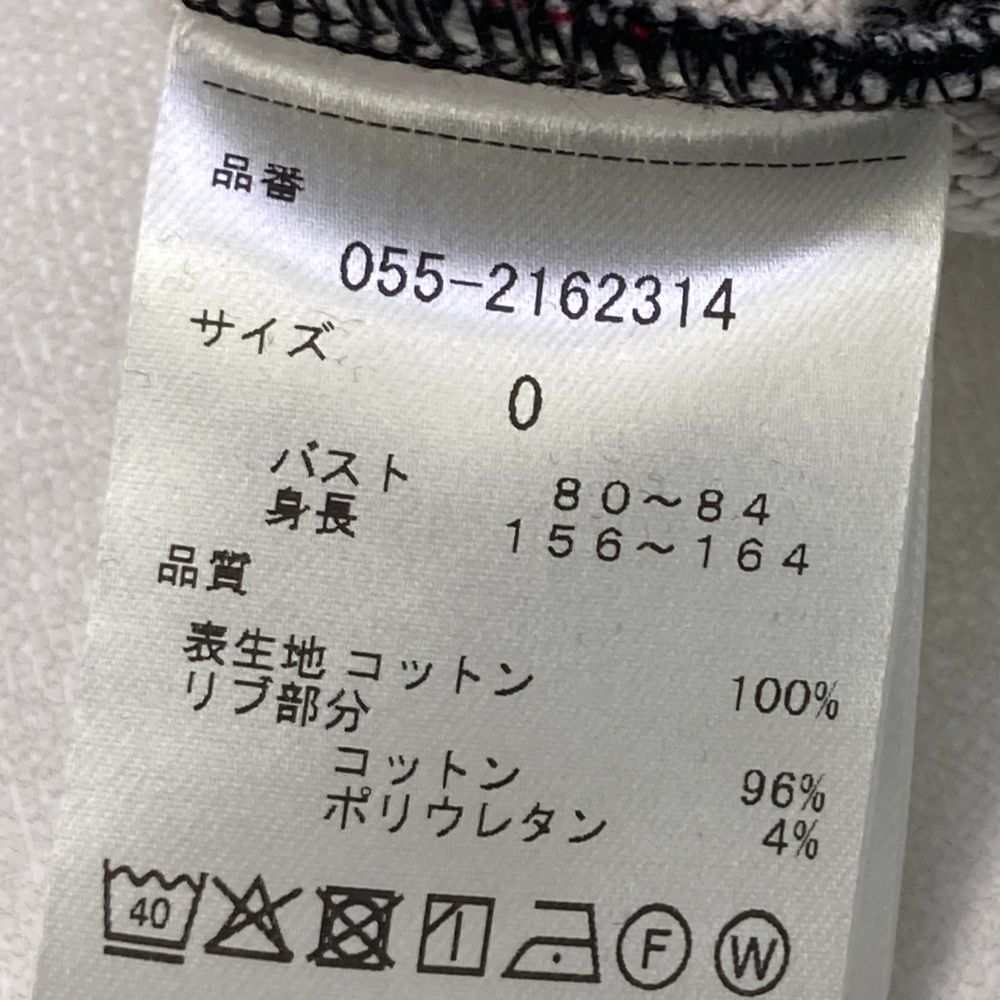 品番
055-2162314
サイズ
0
バスト 80～84
身長 156～164
品質
表生地 コットン 100%
リブ部分
コットン 96%
ポリウレタン 4%
40 F W